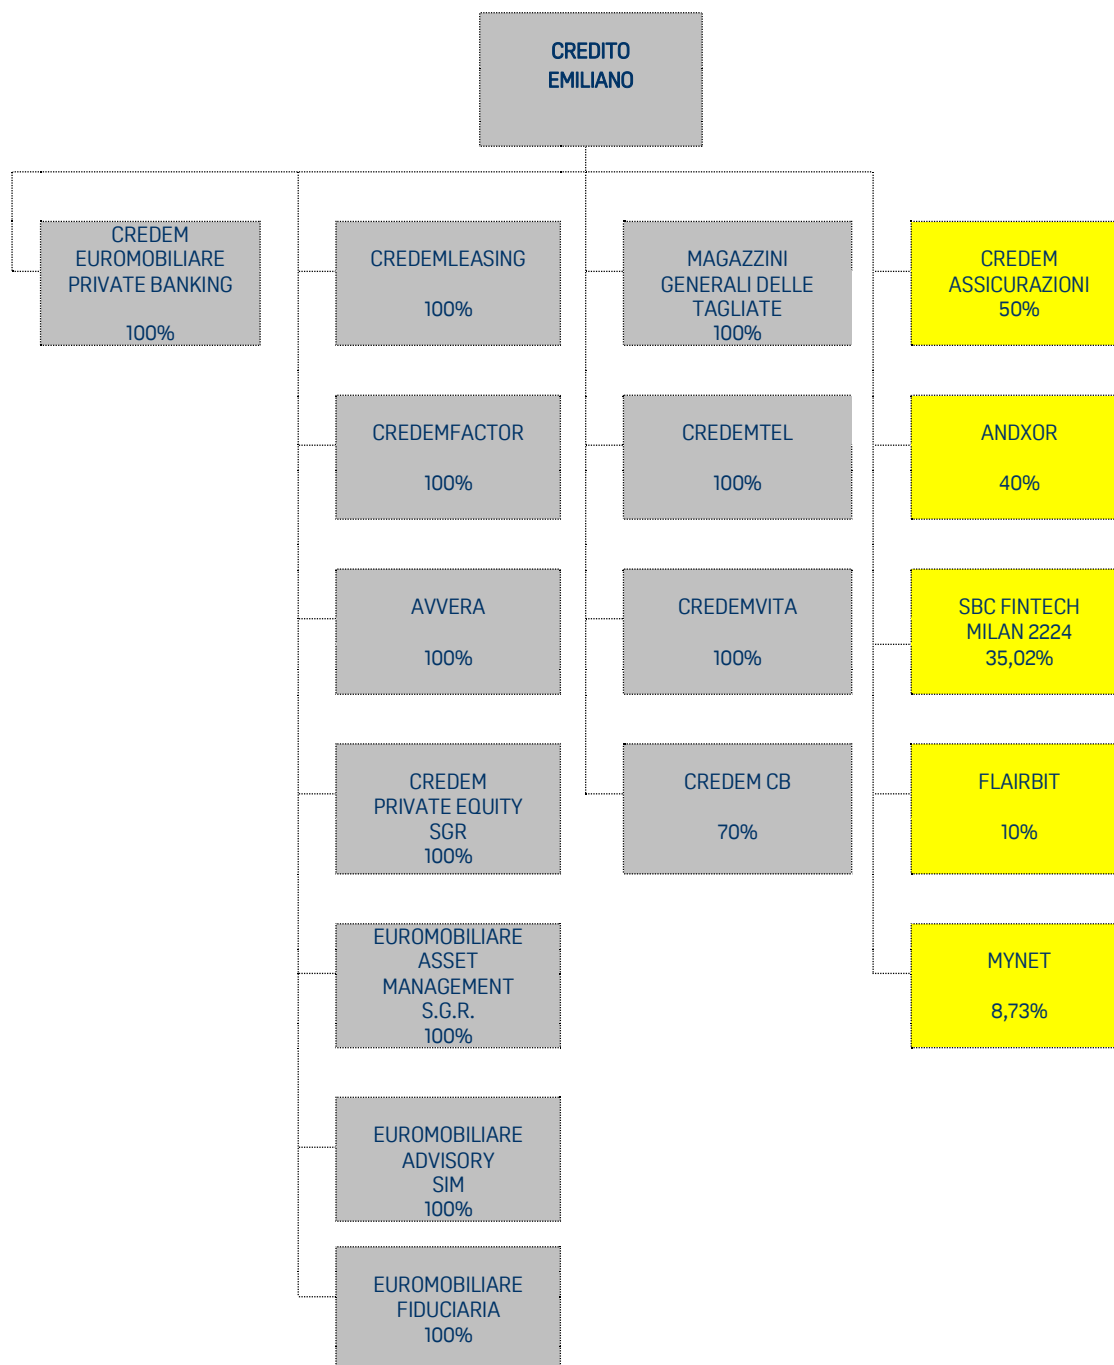 CREDITO
EMILIANO
CREDEM
EUROMOBILIARE
PRIVATE BANKING
100%
CREDEMLEASING
100%
MAGAZZINI
GENERALI DELLE
TAGLIATE
100%
CREDEM
ASSICURAZIONI
50%
CREDEMFACTOR
100%
CREDEMTEL
100%
ANDXOR
40%
AVVERA
100%
CREDEMVITA
100%
SBC FINTECH
MILAN 2224
35,02%
CREDEM
PRIVATE EQUITY
SGR
100%
CREDEM CB
70%
FLAIRBIT
10%
EUROMOBILIARE
ASSET
MANAGEMENT
S.G.R.
100%
MYNET
8,73%
EUROMOBILIARE
ADVISORY
SIM
100%
EUROMOBILIARE
FIDUCIARIA
100%